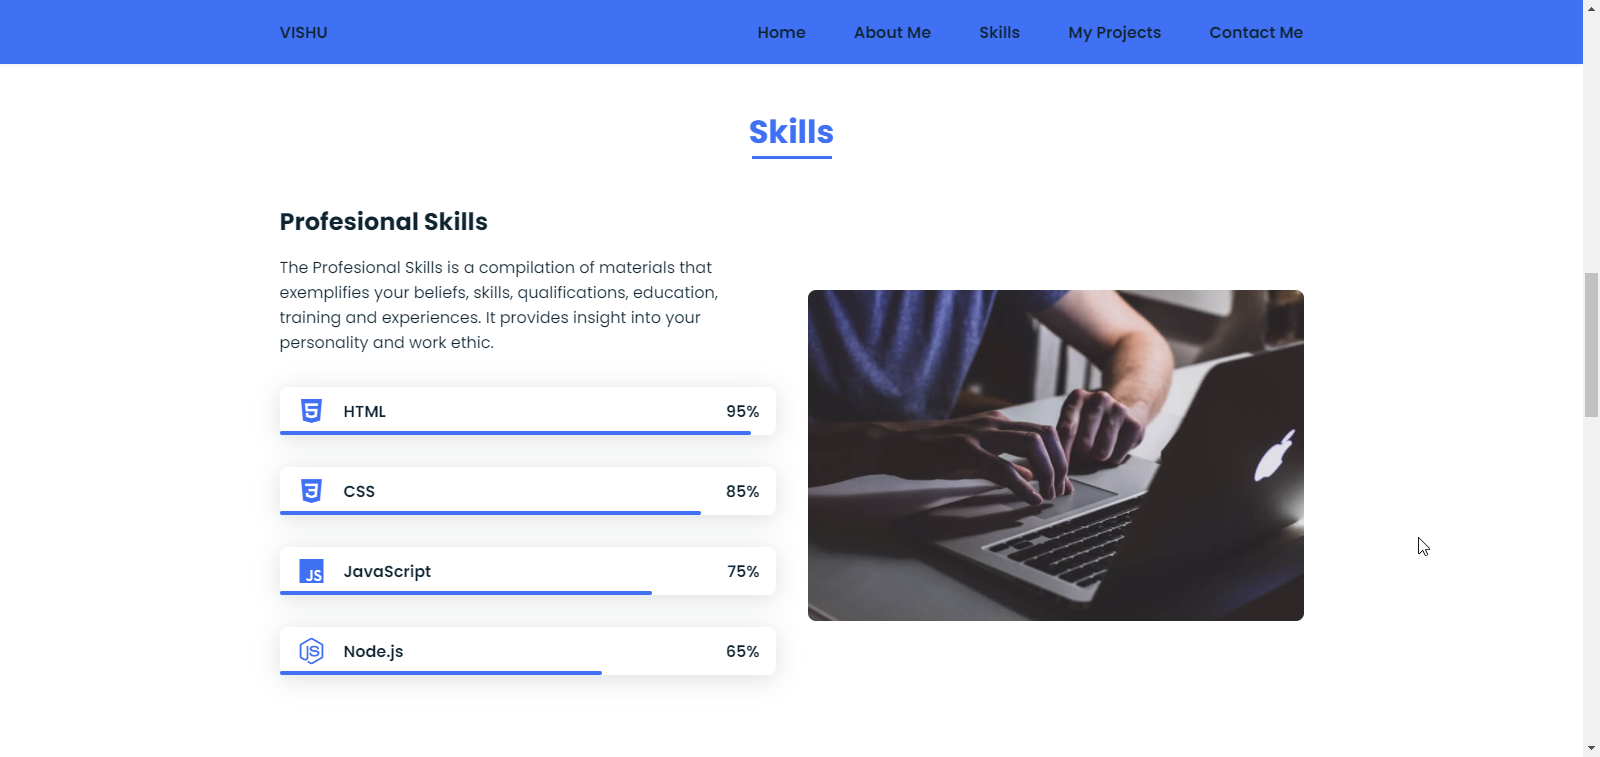 VISHU
Home
About Me
Skills
My Projects
Contact Me
Skills
Profesional Skills
The Profesional Skills is a compilation of materials that
exemplifies your beliefs, skills, qualifications, education,
training and experiences. It provides insight into your
personality and work ethic.
HTML 95%
CSS 85%
JS JavaScript 75%
JS Node.js 65%